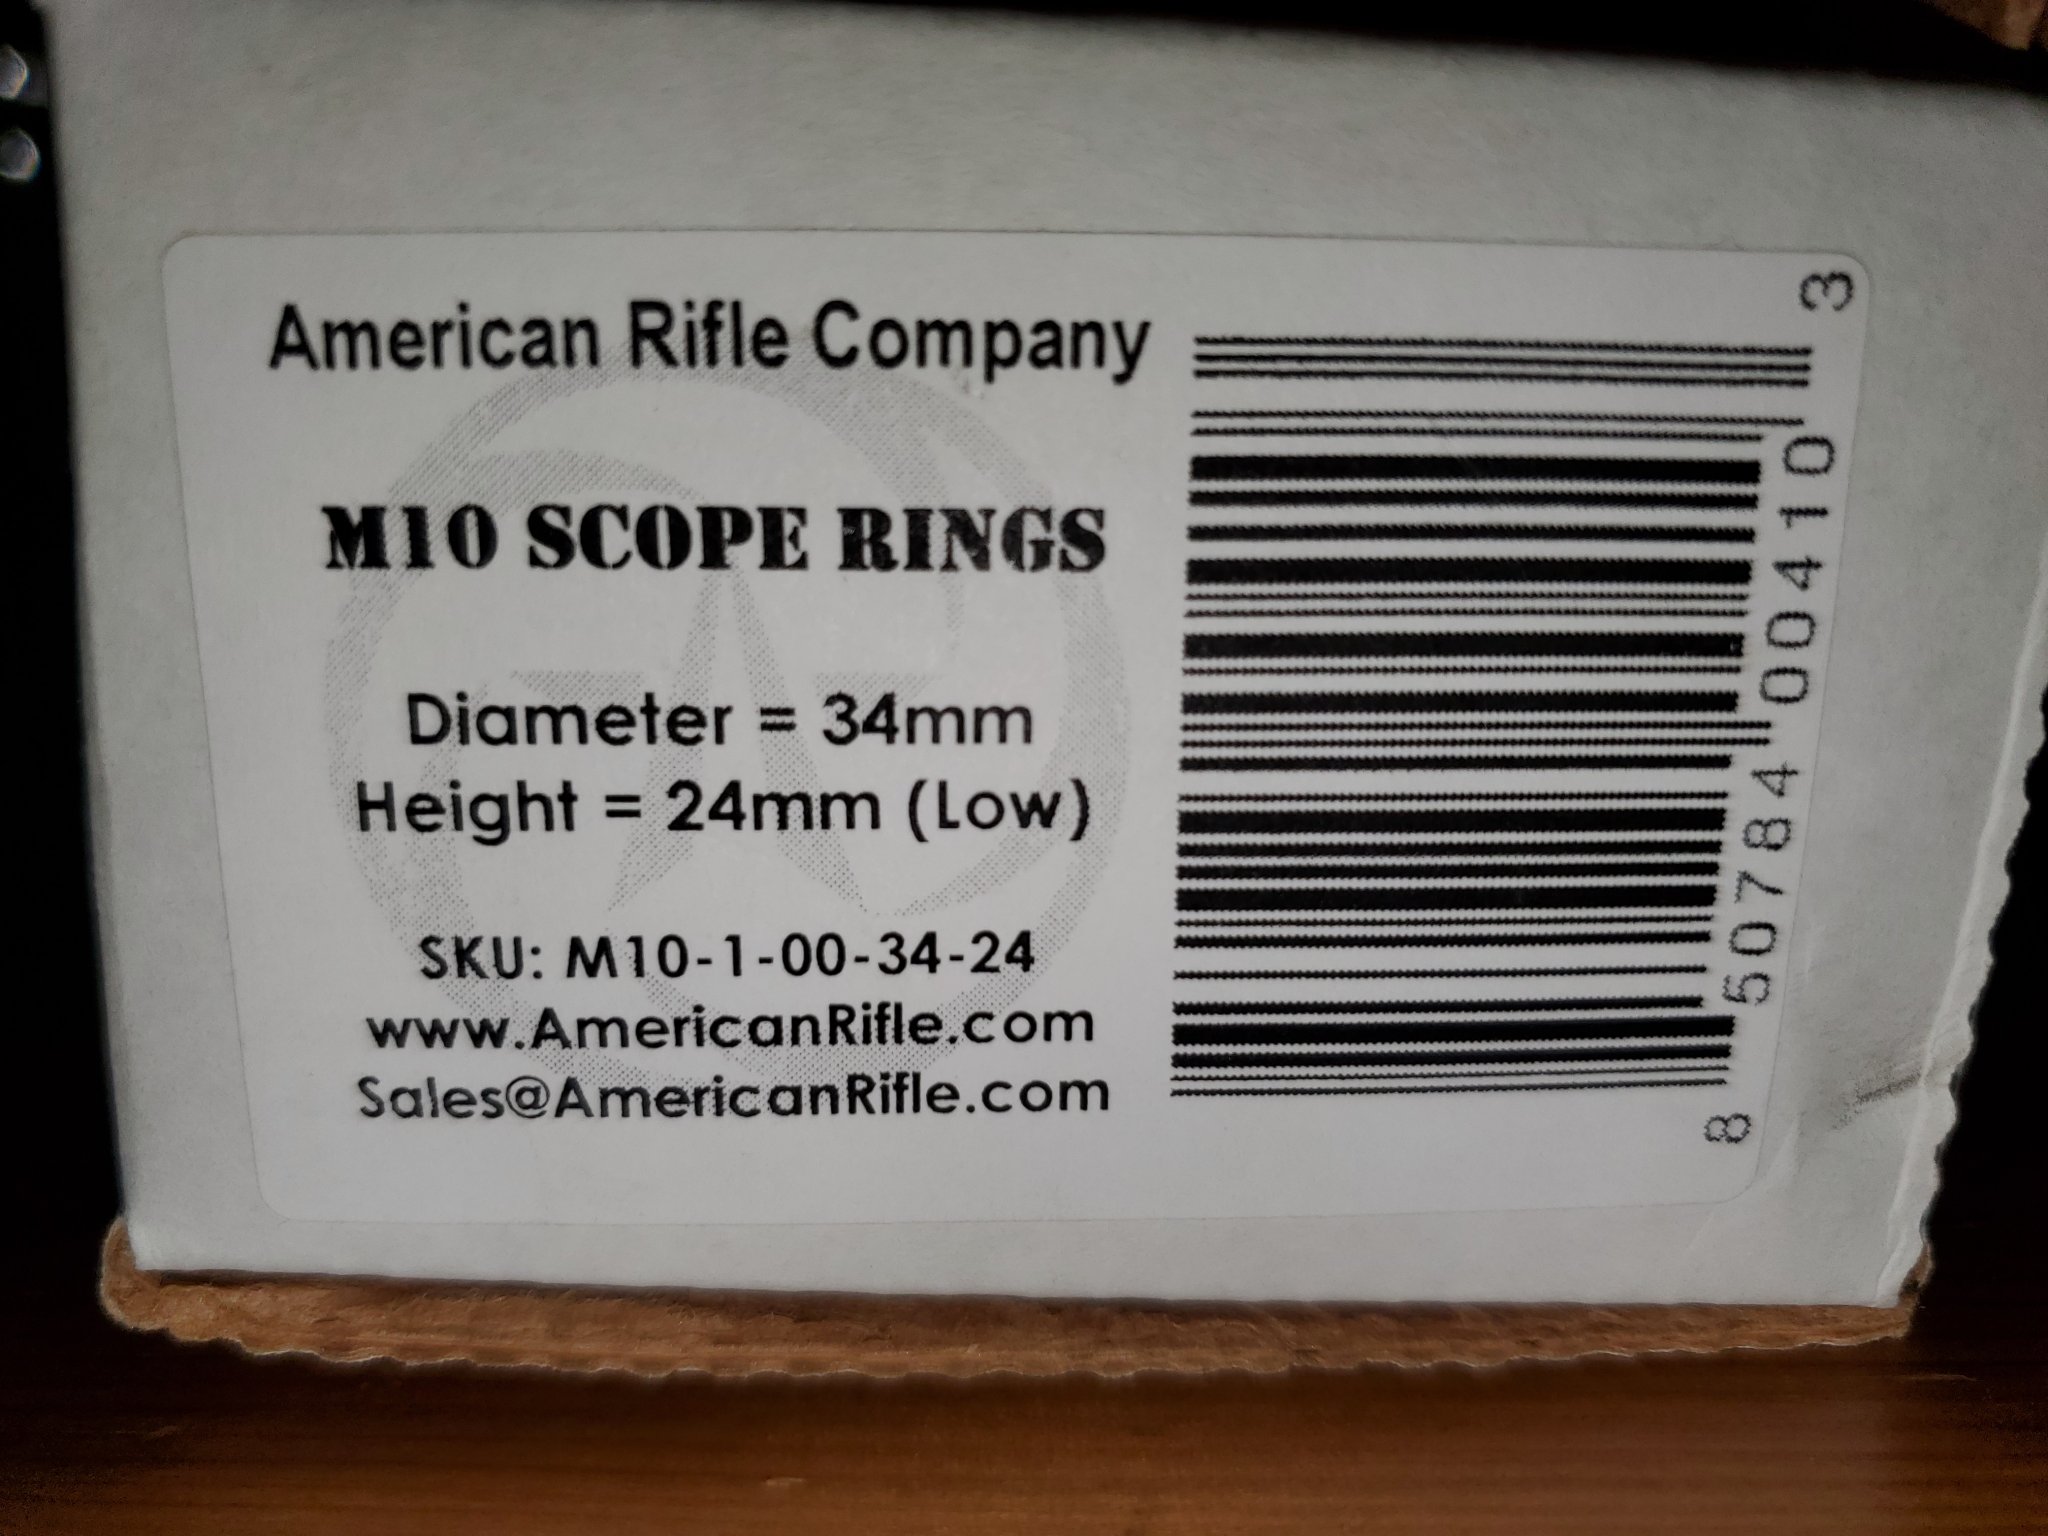 American Rifle Company
M10 SCOPE RINGS
Diameter = 34mm
Height = 24mm (Low)
SKU: M10-1-00-34-24
www.AmericanRifle.com
Sales@AmericanRifle.com
8 50784 00410 3